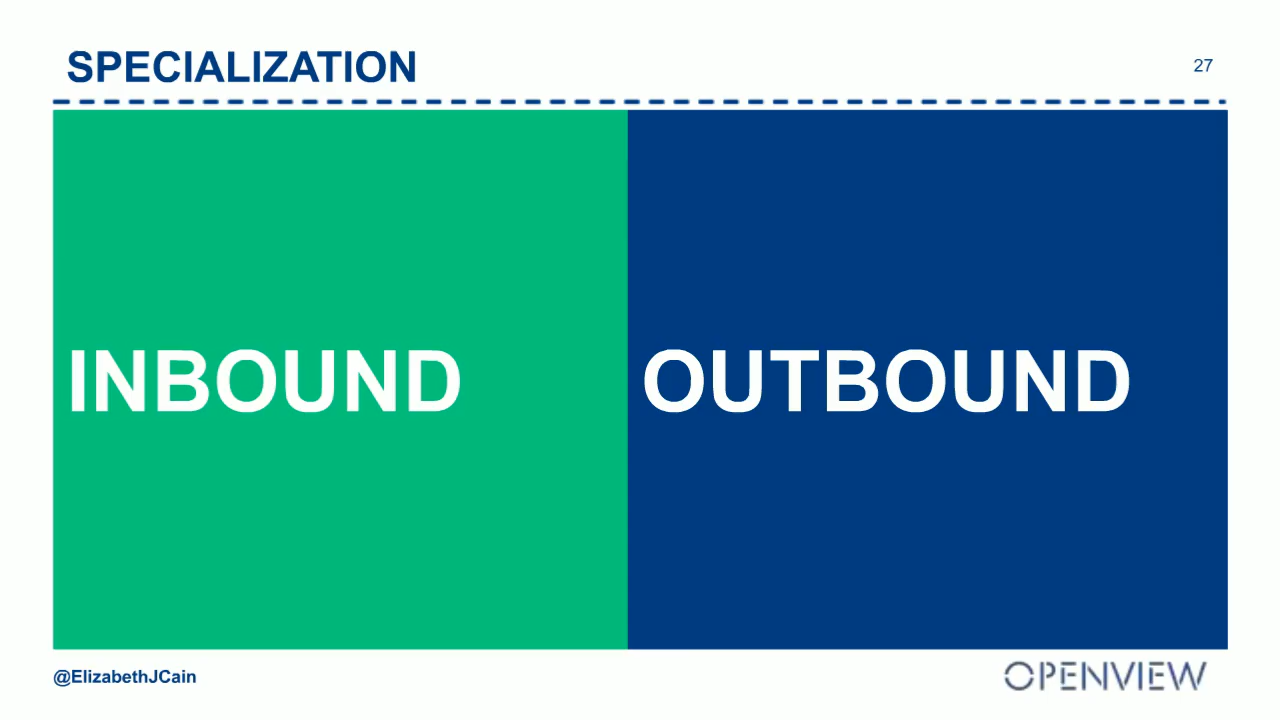 SPECIALIZATION
27
INBOUND
OUTBOUND
@ElizabethJCain
OPENVIEW